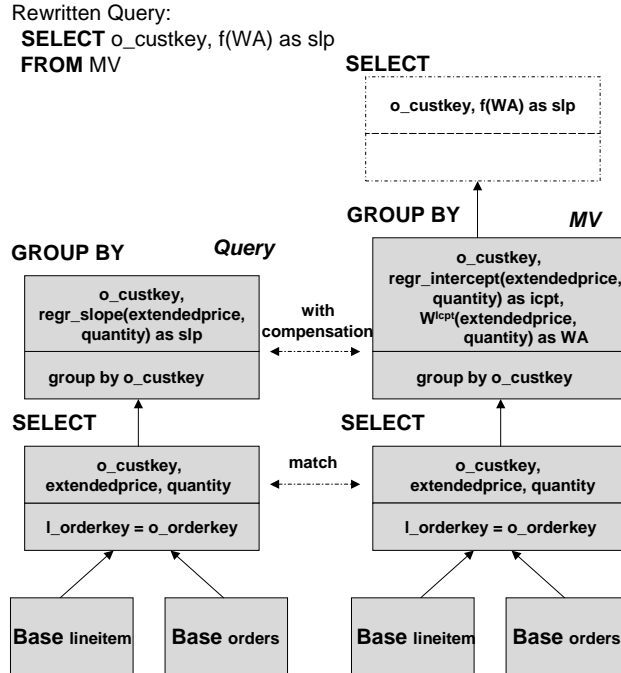 Rewritten Query:
SELECT o_custkey, f(WA) as slp
FROM MV
SELECT
o_custkey, f(WA) as slp
GROUP BY
MV
Query
GROUP BY
o_custkey,
regr_slope(extendedprice,
quantity) as slp
group by o_custkey
with
compensation
o_custkey,
regr_intercept(extendedprice,
quantity) as icpt,
W^Icpt(extendedprice,
quantity) as WA
group by o_custkey
SELECT
o_custkey,
extendedprice, quantity
l_orderkey = o_orderkey
match
SELECT
o_custkey,
extendedprice, quantity
l_orderkey = o_orderkey
Base lineitem
Base orders
Base lineitem
Base orders